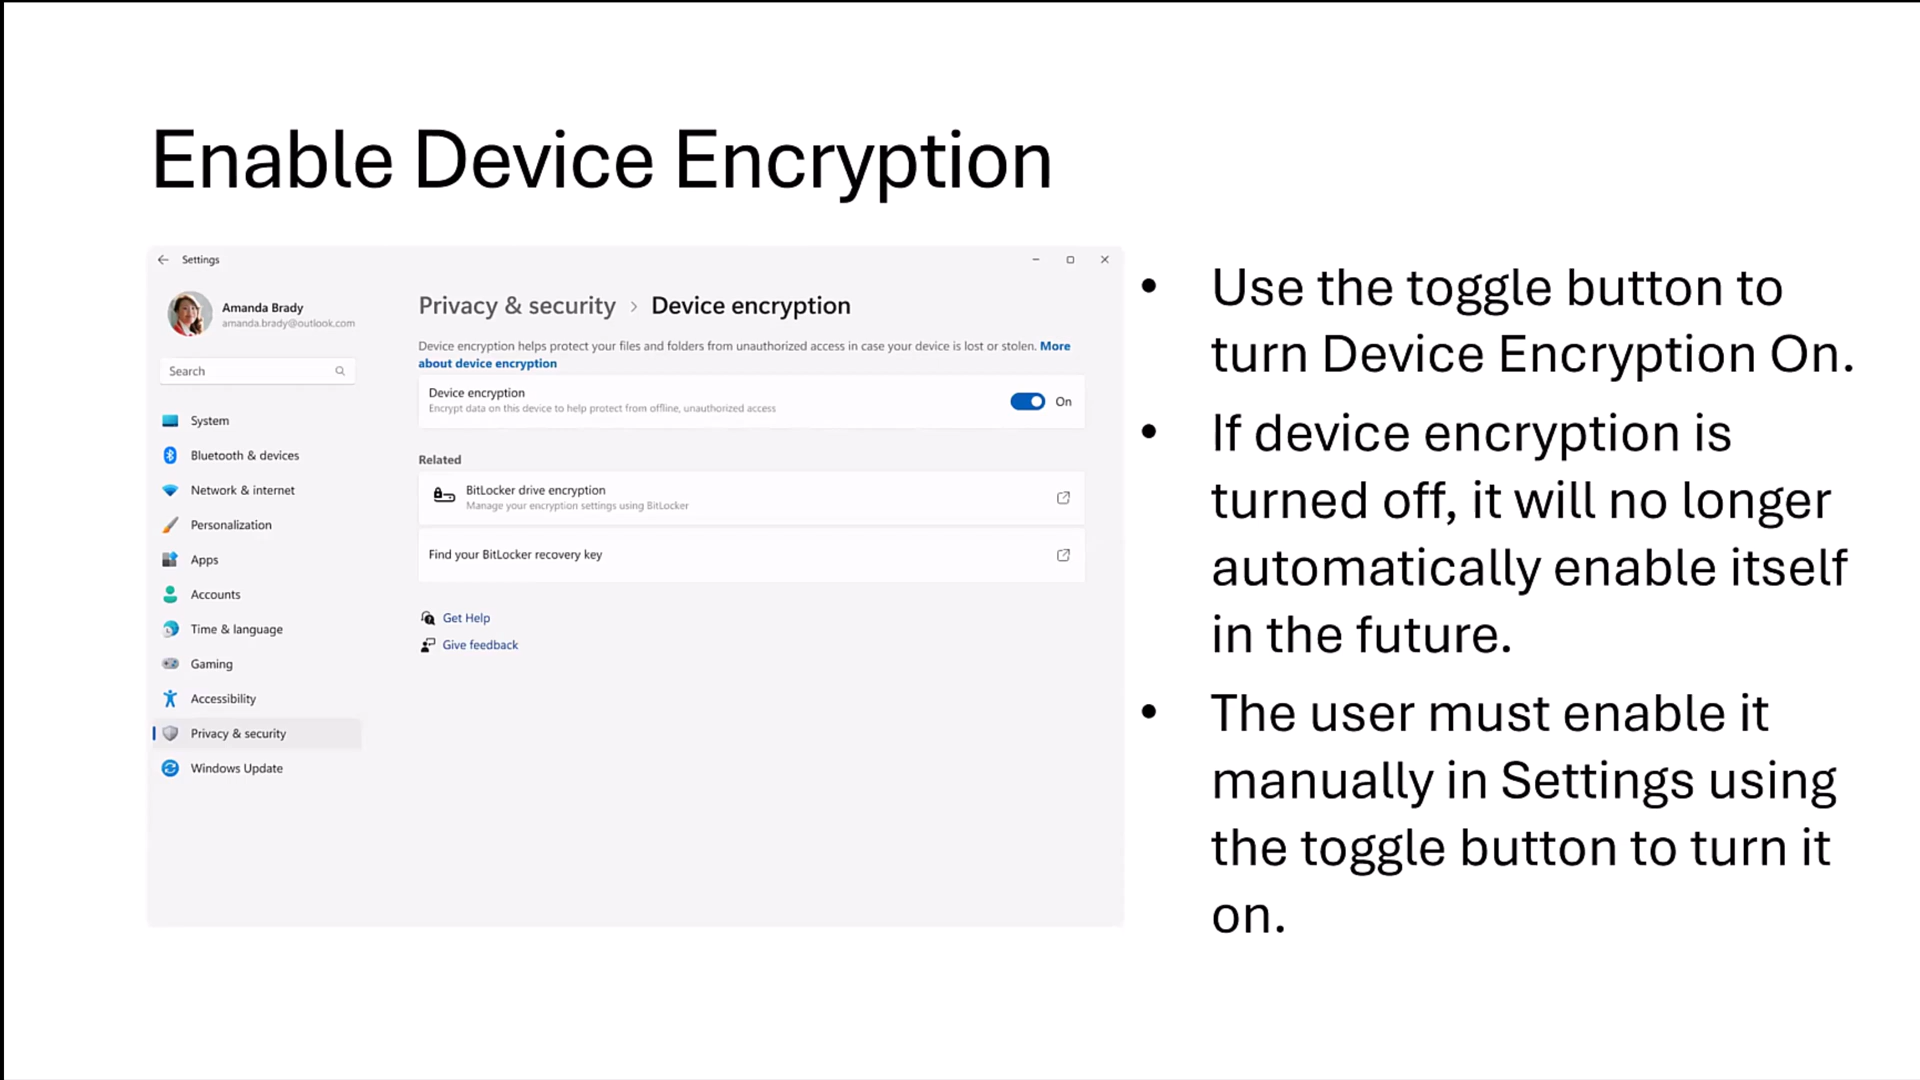 Enable Device Encryption
Settings
Amanda Brady
amanda.brady@outlook.com
Search
System
Bluetooth & devices
Network & internet
Personalization
Apps
Accounts
Time & language
Gaming
Accessibility
Privacy & security
Windows Update
Privacy & security > Device encryption
Device encryption helps protect your files and folders from unauthorized access in case your device is lost or stolen. More
about device encryption
Device encryption
Encrypt data on this device to help protect from offline, unauthorized access
On
Related
BitLocker drive encryption
Manage your encryption settings using BitLocker
Find your BitLocker recovery key
Get Help
Give feedback
• Use the toggle button to
turn Device Encryption On.
• If device encryption is
turned off, it will no longer
automatically enable itself
in the future.
• The user must enable it
manually in Settings using
the toggle button to turn it
on.